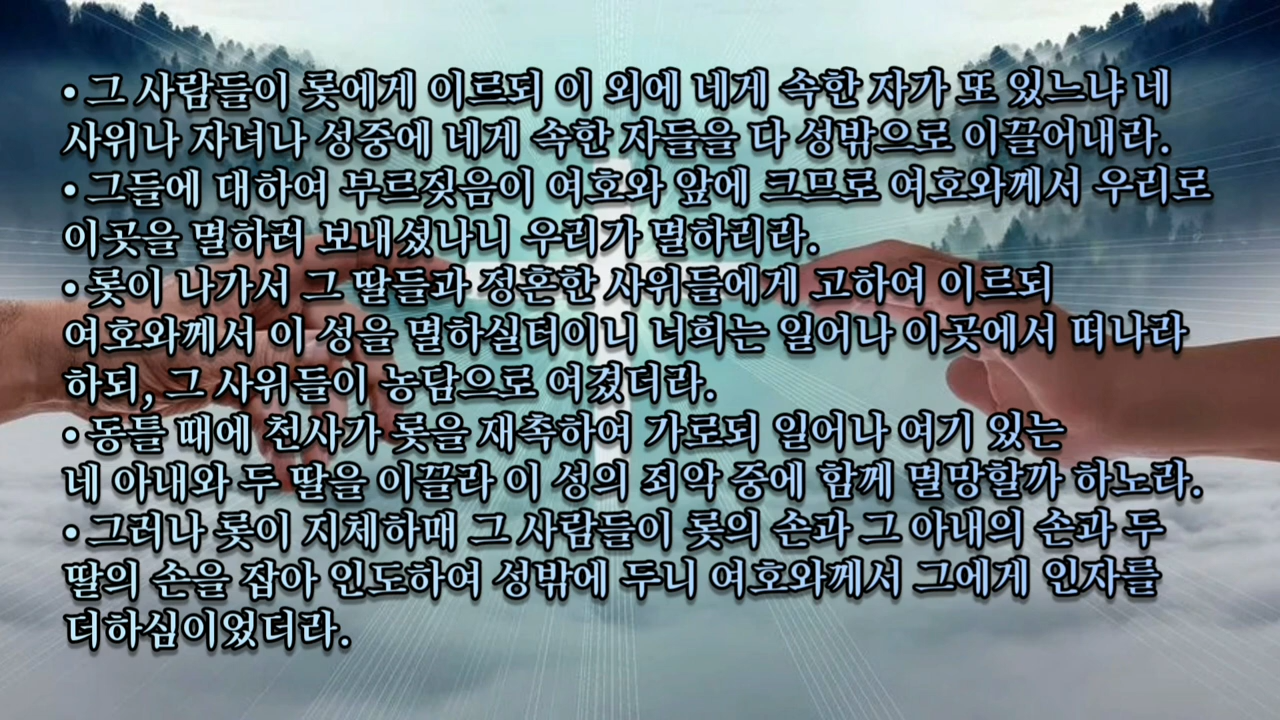 • 그 사람들이 롯에게 이르되 이 외에 네게 속한 자가 또 있느냐 네
사위나 자녀나 성중에 네게 속한 자들을 다 성밖으로 이끌어내라.
• 그들에 대하여 부르짖음이 여호와 앞에 크므로 여호와께서 우리로
이곳을 멸하러 보내셨나니 우리가 멸하리라.
• 롯이 나가서 그 딸들과 정혼한 사위들에게 고하여 이르되
여호와께서 이 성을 멸하실터이니 너희는 일어나 이곳에서 떠나라
하되, 그 사위들이 농담으로 여겼더라.
• 동틀 때에 천사가 롯을 재촉하여 가로되 일어나 여기 있는
네 아내와 두 딸을 이끌라 이 성의 죄악 중에 함께 멸망할까 하노라.
• 그러나 롯이 지체하매 그 사람들이 롯의 손과 그 아내의 손과 두
딸의 손을 잡아 인도하여 성밖에 두니 여호와께서 그에게 인자를
더하심이었더라.